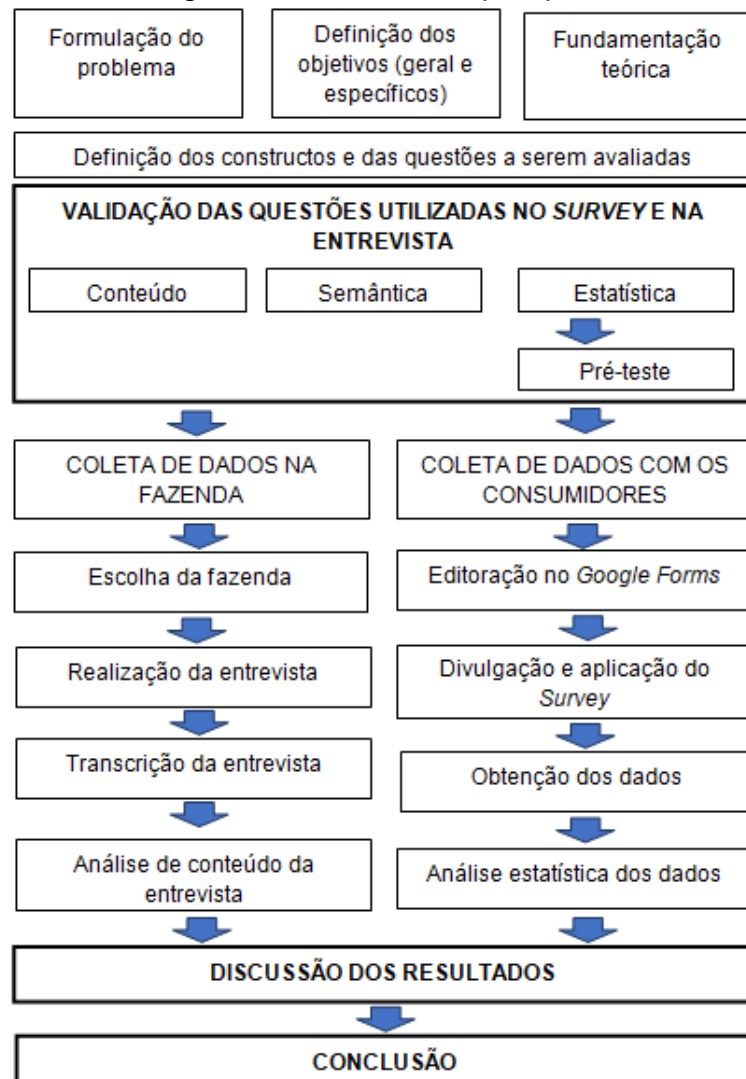 Formulação do
problema
Definição dos
objetivos (geral e
específicos)
Fundamentação
teórica
Definição dos constructos e das questões a serem avaliadas
VALIDAÇÃO DAS QUESTÕES UTILIZADAS NO SURVEY E NA
ENTREVISTA
Conteúdo
Semântica
Estatística
Pré-teste
COLETA DE DADOS NA
FAZENDA
COLETA DE DADOS COM OS
CONSUMIDORES
Escolha da fazenda
Editoração no Google Forms
Realização da entrevista
Divulgação e aplicação do
Survey
Transcrição da entrevista
Obtenção dos dados
Análise de conteúdo da
entrevista
Análise estatística dos dados
DISCUSSÃO DOS RESULTADOS
CONCLUSÃO